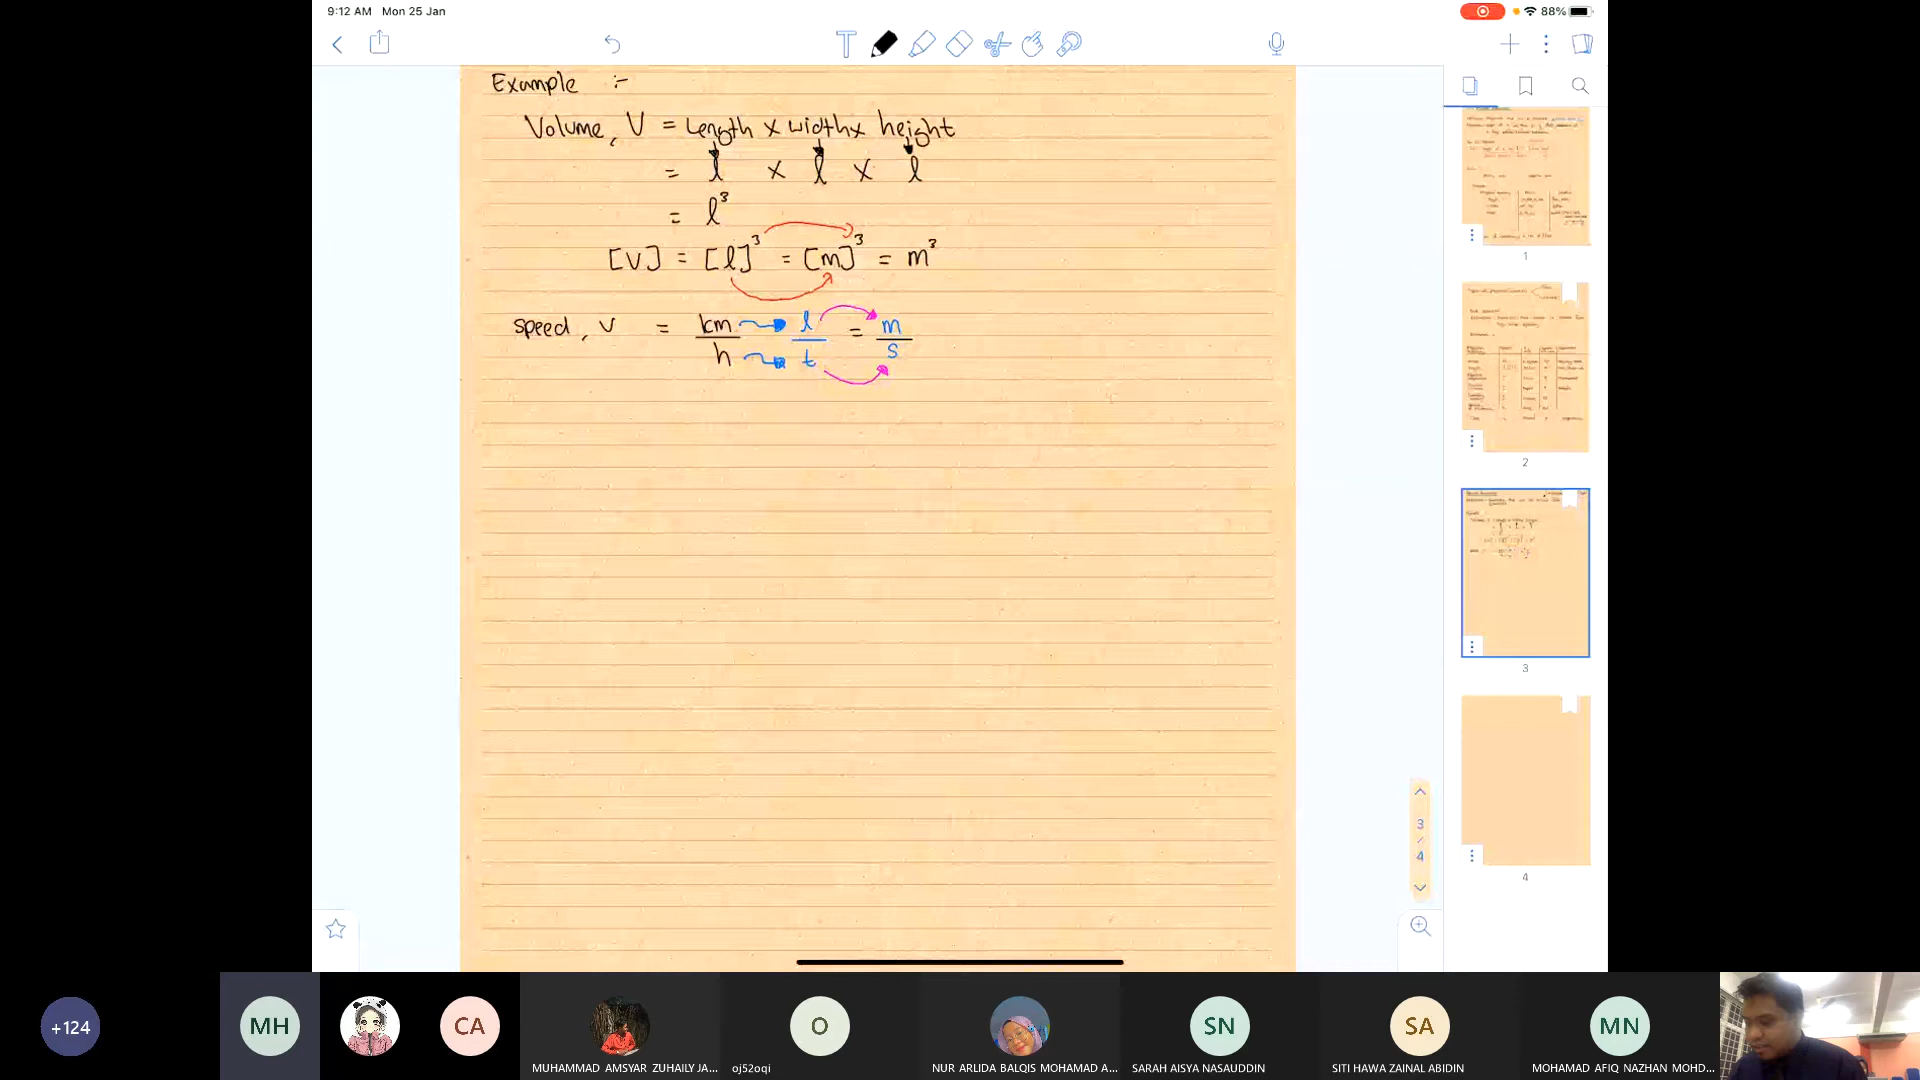 9:12 AM Mon 25 Jan
88%
Example :-
Volume, V = Length x width x height
= l x l x l
= l³
[V] = [l]³ = [m]³ = m³
speed, v = km/h l/t = m/s
1
2
3
4
3 / 4
+124
MH
CA
O
SN
SA
MN
MUHAMMAD AMSYAR ZUHAILY JA...
oj52oqi
NUR ARLIDA BALQIS MOHAMAD A...
SARAH AISYA NASAUDDIN
SITI HAWA ZAINAL ABIDIN
MOHAMAD AFIQ NAZHAN MOHD...